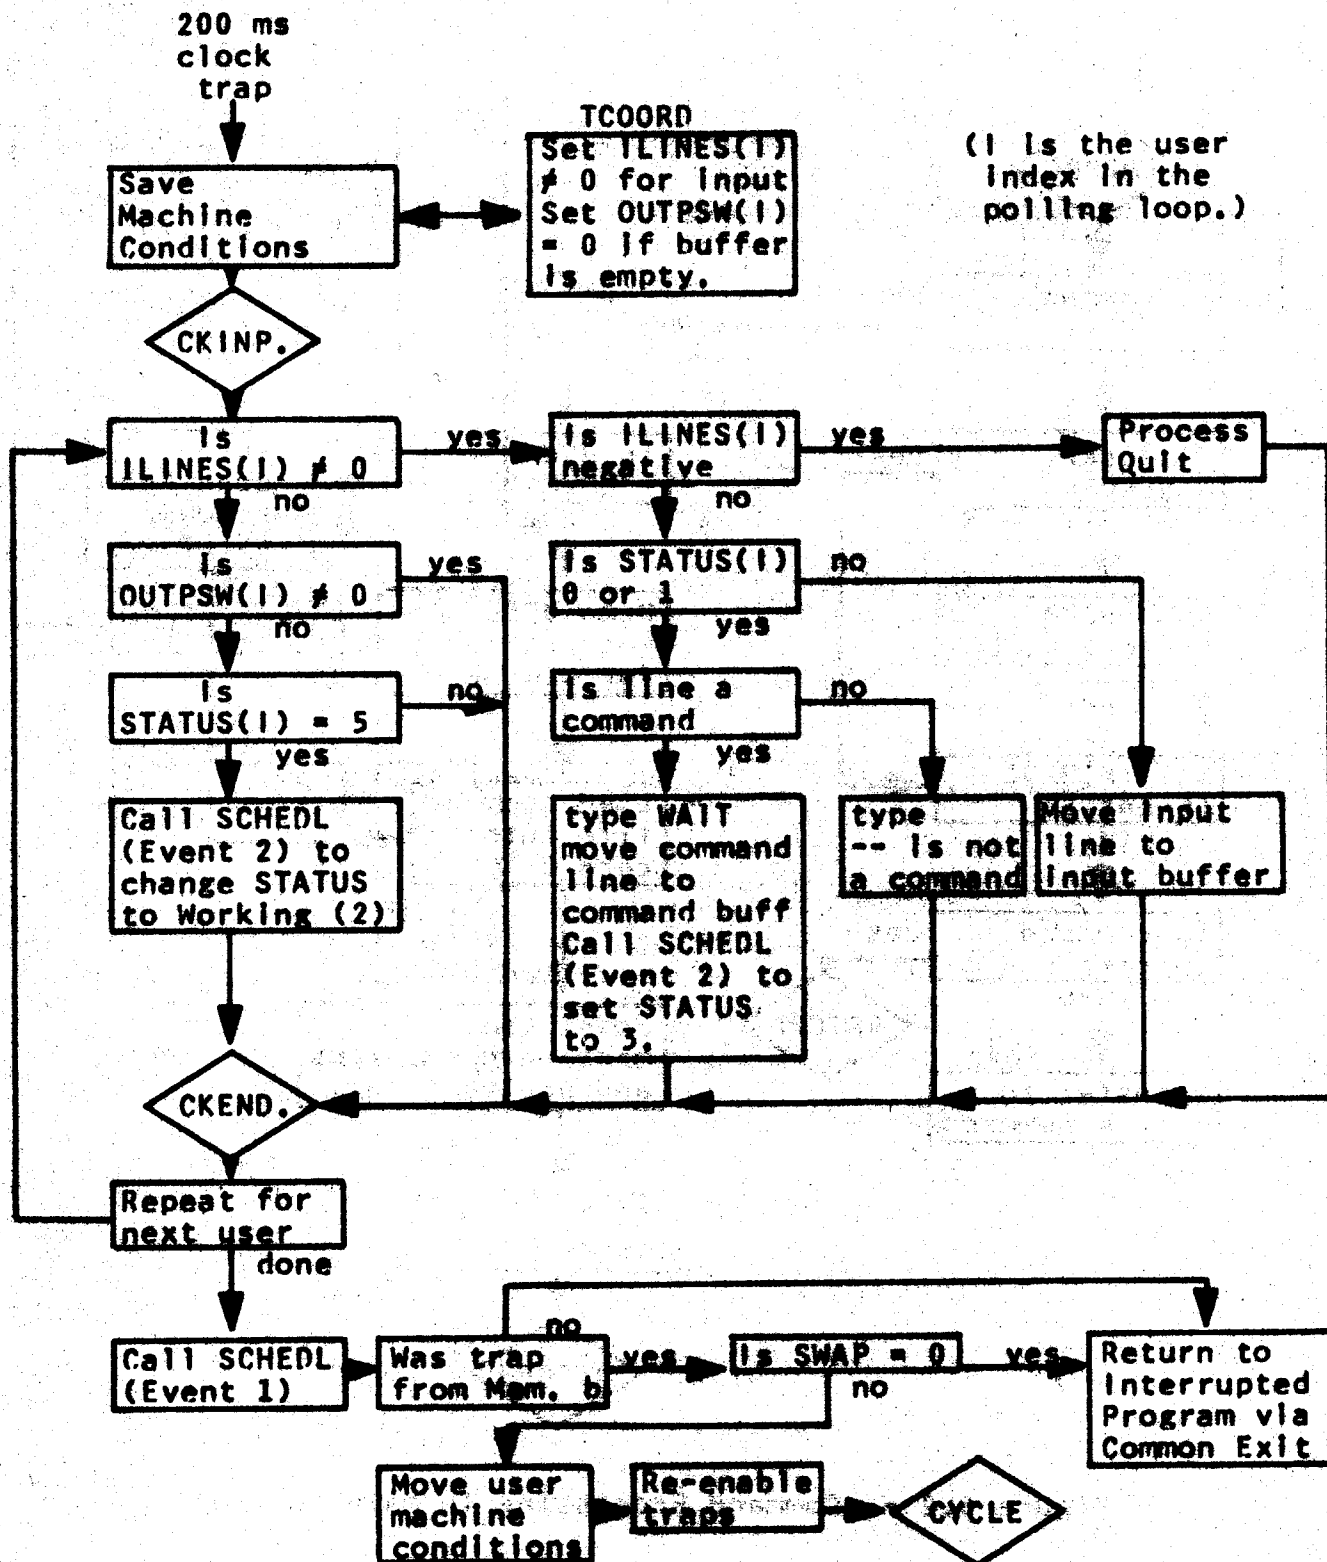 200 ms
clock
trap
TCOORD
Set ILINES(I)
≠ 0 for input
Set OUTPSW(I)
= 0 if buffer
is empty.
(I is the user
index in the
polling loop.)
Save
Machine
Conditions
CKINP.
Is
ILINES(I) ≠ 0
yes
no
Is ILINES(I)
negative
yes
no
Process
Quit
Is
OUTPSW(I) ≠ 0
yes
no
Is STATUS(I)
0 or 1
no
yes
Is
STATUS(I) = 5
no
yes
Is line a
command
no
yes
Call SCHEDL
(Event 2) to
change STATUS
to Working (2)
type WAIT
move command
line to
command buff
Call SCHEDL
(Event 2) to
set STATUS
to 3.
type
-- is not
a command
Move input
line to
input buffer
CKEND.
Repeat for
next user
done
Call SCHEDL
(Event 1)
no
Was trap
from Mem. b
yes
Is SWAP = 0
yes
no
Return to
Interrupted
Program via
Common Exit
Move user
machine
conditions
Re-enable
traps
CYCLE